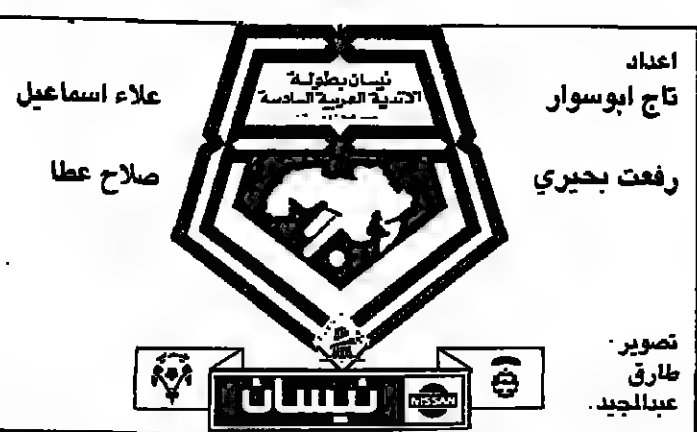 اعداد
تاج ابوسوار
علاء اسماعيل
رفعت بحيري
صلاح عطا
نيسان بطولة
الاندية العربية السادسة
تصوير
طارق
عبدالمجيد
نيسان
NISSAN